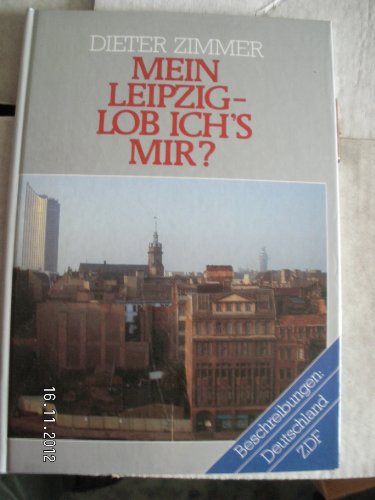 DIETER ZIMMER
MEIN
LEIPZIG–
LOB ICH'S
MIR?
Beschreibungen:
Deutschland
ZDF
16.11.2012